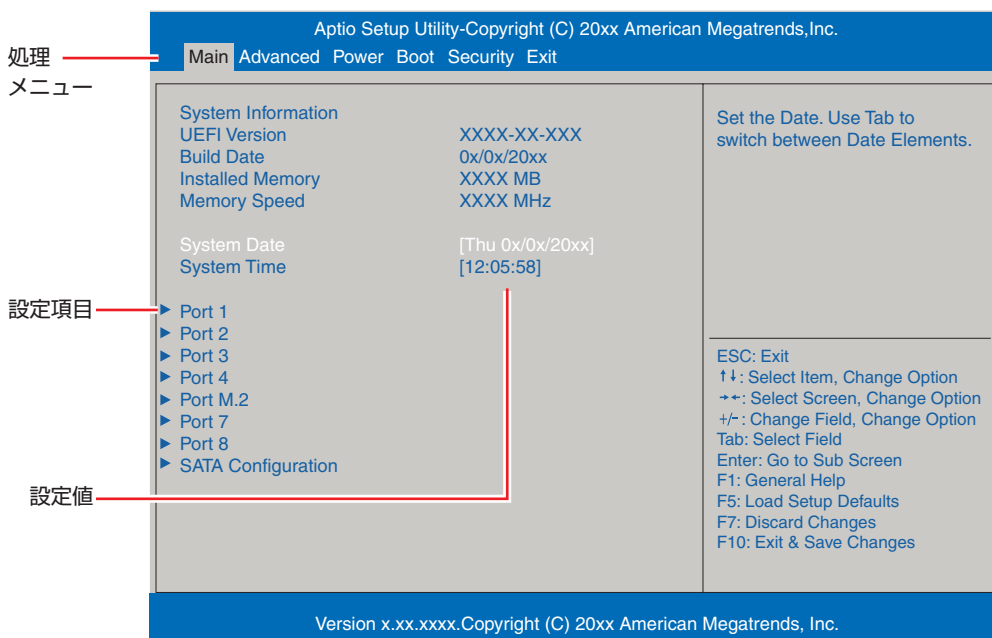 Aptio Setup Utility-Copyright (C) 20xx American Megatrends,Inc.
処理
メニュー
Main Advanced Power Boot Security Exit
System Information
UEFI Version XXXX-XX-XXX
Build Date 0x/0x/20xx
Installed Memory XXXX MB
Memory Speed XXXX MHz
System Date [Thu 0x/0x/20xx]
System Time [12:05:58]
設定項目
Port 1
Port 2
Port 3
Port 4
Port M.2
Port 7
Port 8
SATA Configuration
設定値
Set the Date. Use Tab to
switch between Date Elements.
ESC: Exit
↑↓: Select Item, Change Option
→←: Select Screen, Change Option
+/-: Change Field, Change Option
Tab: Select Field
Enter: Go to Sub Screen
F1: General Help
F5: Load Setup Defaults
F7: Discard Changes
F10: Exit & Save Changes
Version x.xx.xxxx.Copyright (C) 20xx American Megatrends, Inc.